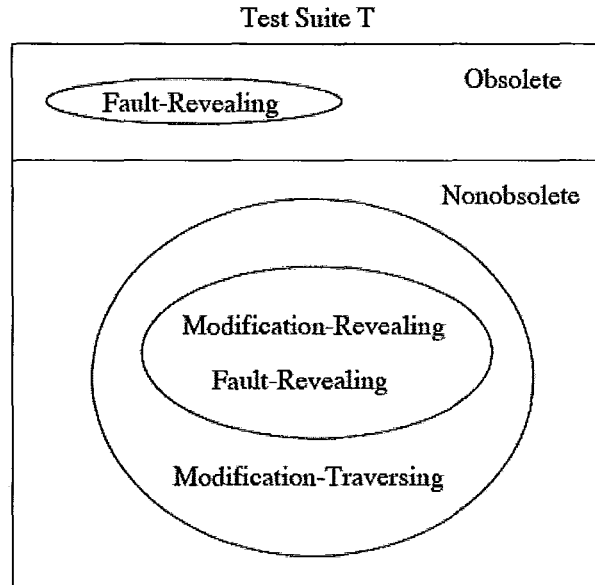 Test Suite T
Obsolete
Fault-Revealing
Nonobsolete
Modification-Revealing
Fault-Revealing
Modification-Traversing